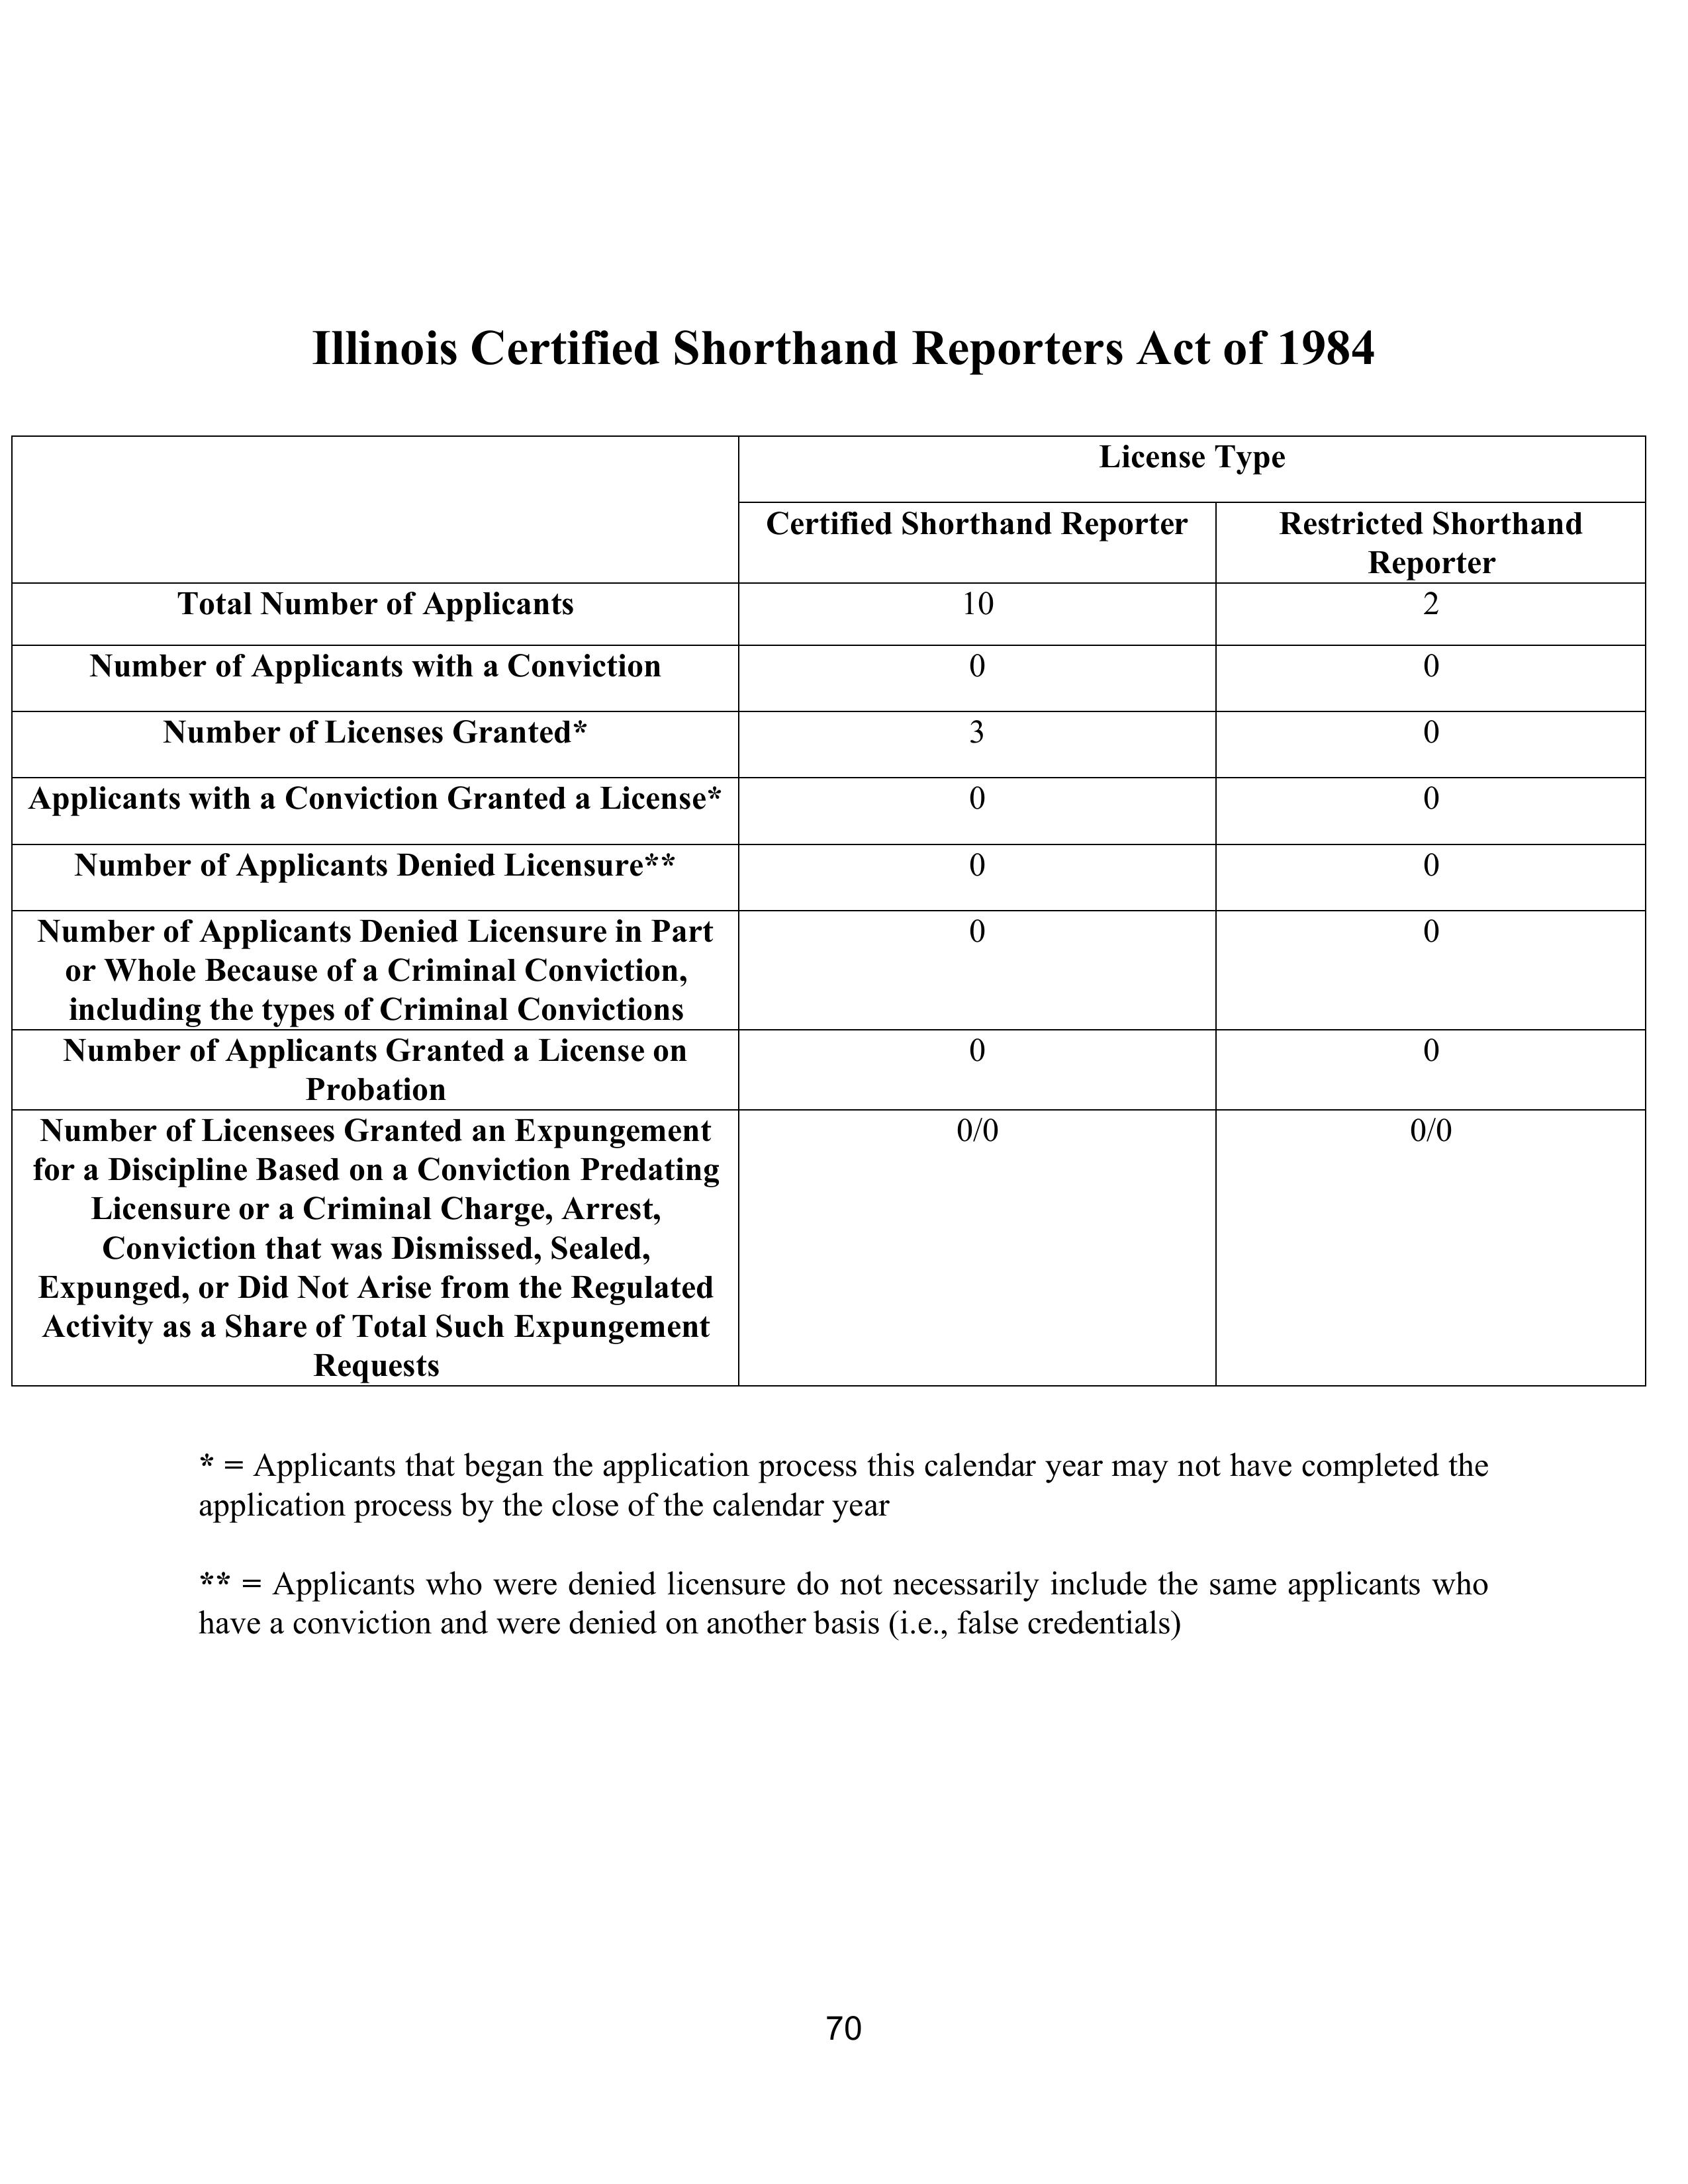 Illinois Certified Shorthand Reporters Act of 1984
License Type
Certified Shorthand Reporter
Restricted Shorthand
Reporter
Total Number of Applicants
10
2
Number of Applicants with a Conviction
0
0
Number of Licenses Granted*
3
0
Applicants with a Conviction Granted a License*
0
0
Number of Applicants Denied Licensure**
0
0
Number of Applicants Denied Licensure in Part
or Whole Because of a Criminal Conviction,
including the types of Criminal Convictions
0
0
Number of Applicants Granted a License on
Probation
0
0
Number of Licensees Granted an Expungement
for a Discipline Based on a Conviction Predating
Licensure or a Criminal Charge, Arrest,
Conviction that was Dismissed, Sealed,
Expunged, or Did Not Arise from the Regulated
Activity as a Share of Total Such Expungement
Requests
0/0
0/0
* = Applicants that began the application process this calendar year may not have completed the
application process by the close of the calendar year
** = Applicants who were denied licensure do not necessarily include the same applicants who
have a conviction and were denied on another basis (i.e., false credentials)
70